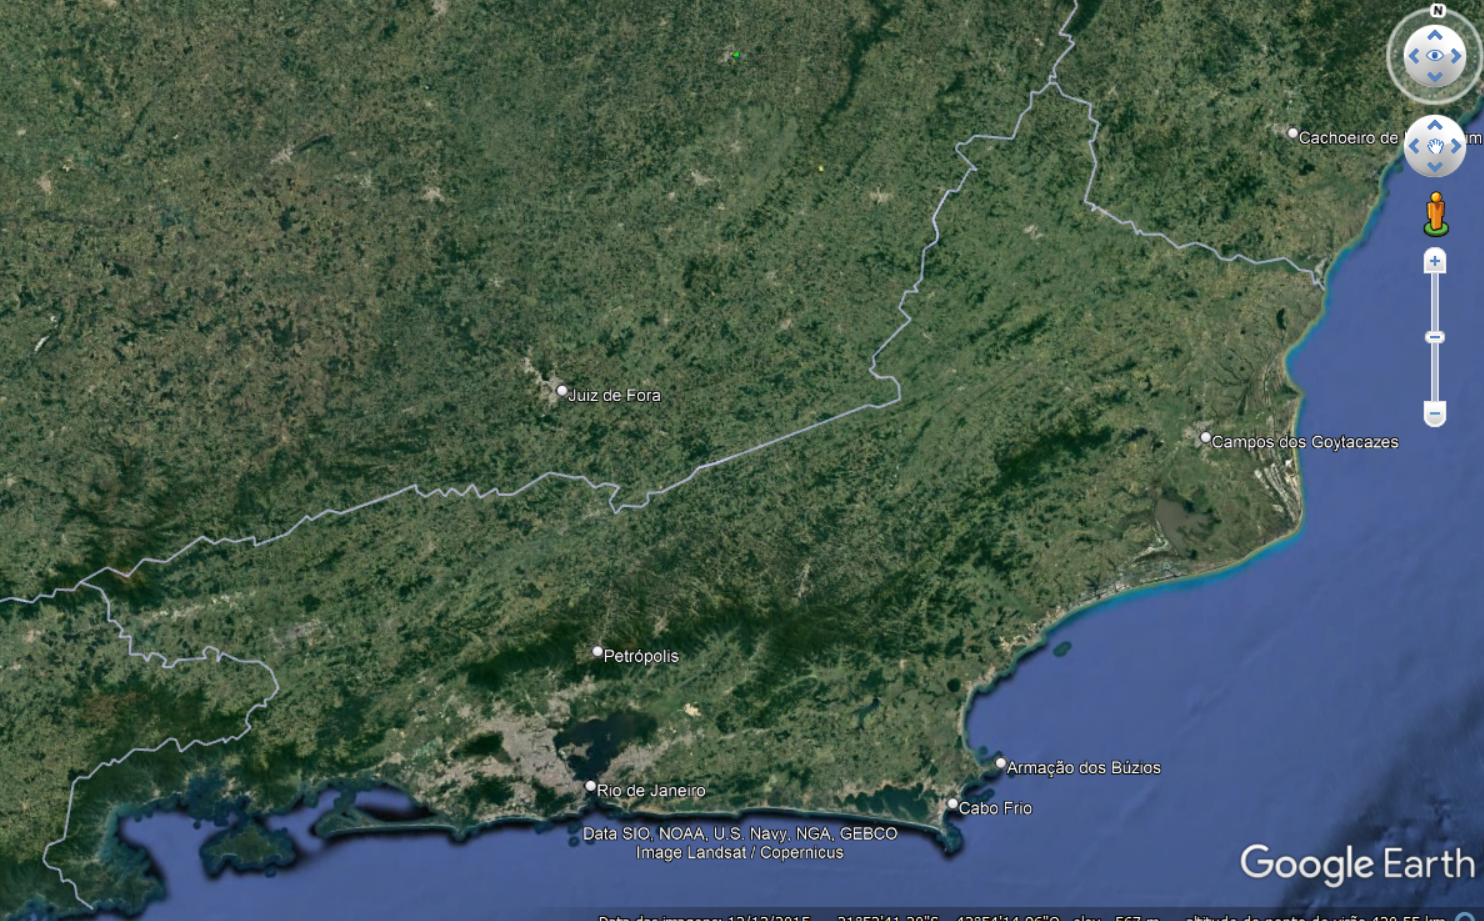 N
Cachoeiro de
im
Juiz de Fora
Campos dos Goytacazes
Petrópolis
Armação dos Búzios
Rio de Janeiro
Cabo Frio
Data SIO, NOAA, U.S. Navy, NGA, GEBCO
Image Landsat / Copernicus
Google Earth